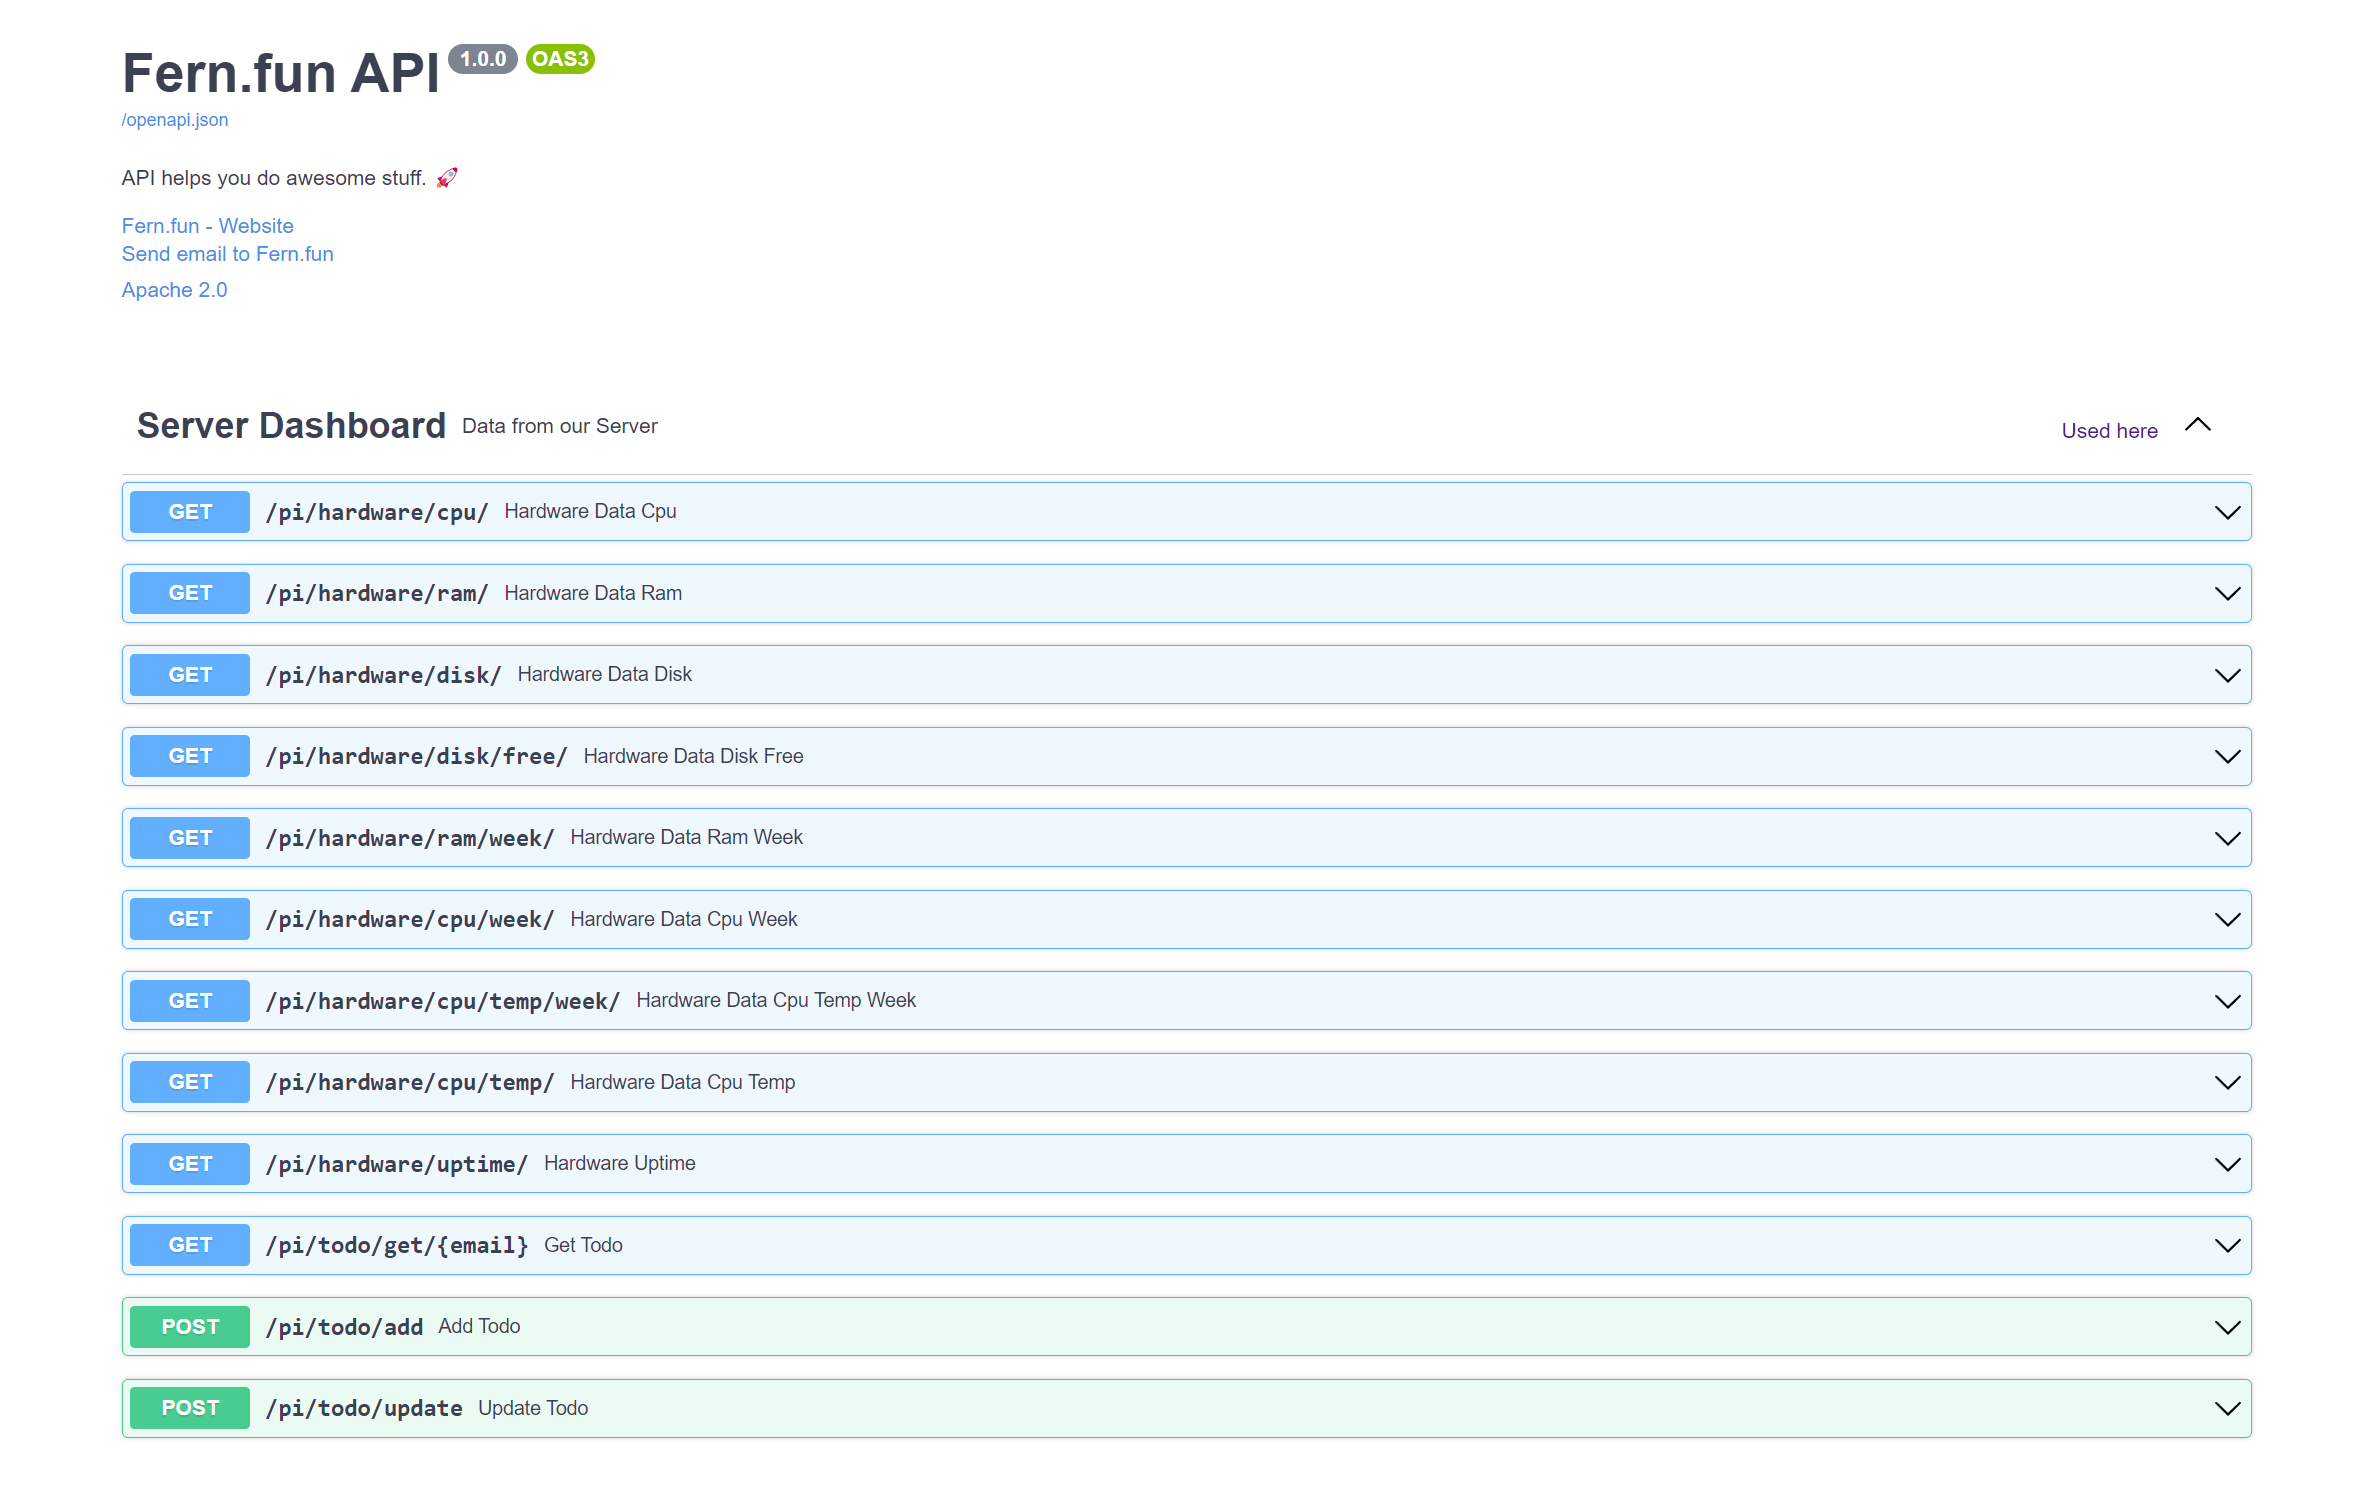 Fern.fun API 1.0.0 OAS3
/openapi.json
API helps you do awesome stuff. 🚀
Fern.fun - Website
Send email to Fern.fun
Apache 2.0
Server Dashboard Data from our Server Used here
GET /pi/hardware/cpu/ Hardware Data Cpu
GET /pi/hardware/ram/ Hardware Data Ram
GET /pi/hardware/disk/ Hardware Data Disk
GET /pi/hardware/disk/free/ Hardware Data Disk Free
GET /pi/hardware/ram/week/ Hardware Data Ram Week
GET /pi/hardware/cpu/week/ Hardware Data Cpu Week
GET /pi/hardware/cpu/temp/week/ Hardware Data Cpu Temp Week
GET /pi/hardware/cpu/temp/ Hardware Data Cpu Temp
GET /pi/hardware/uptime/ Hardware Uptime
GET /pi/todo/get/{email} Get Todo
POST /pi/todo/add Add Todo
POST /pi/todo/update Update Todo